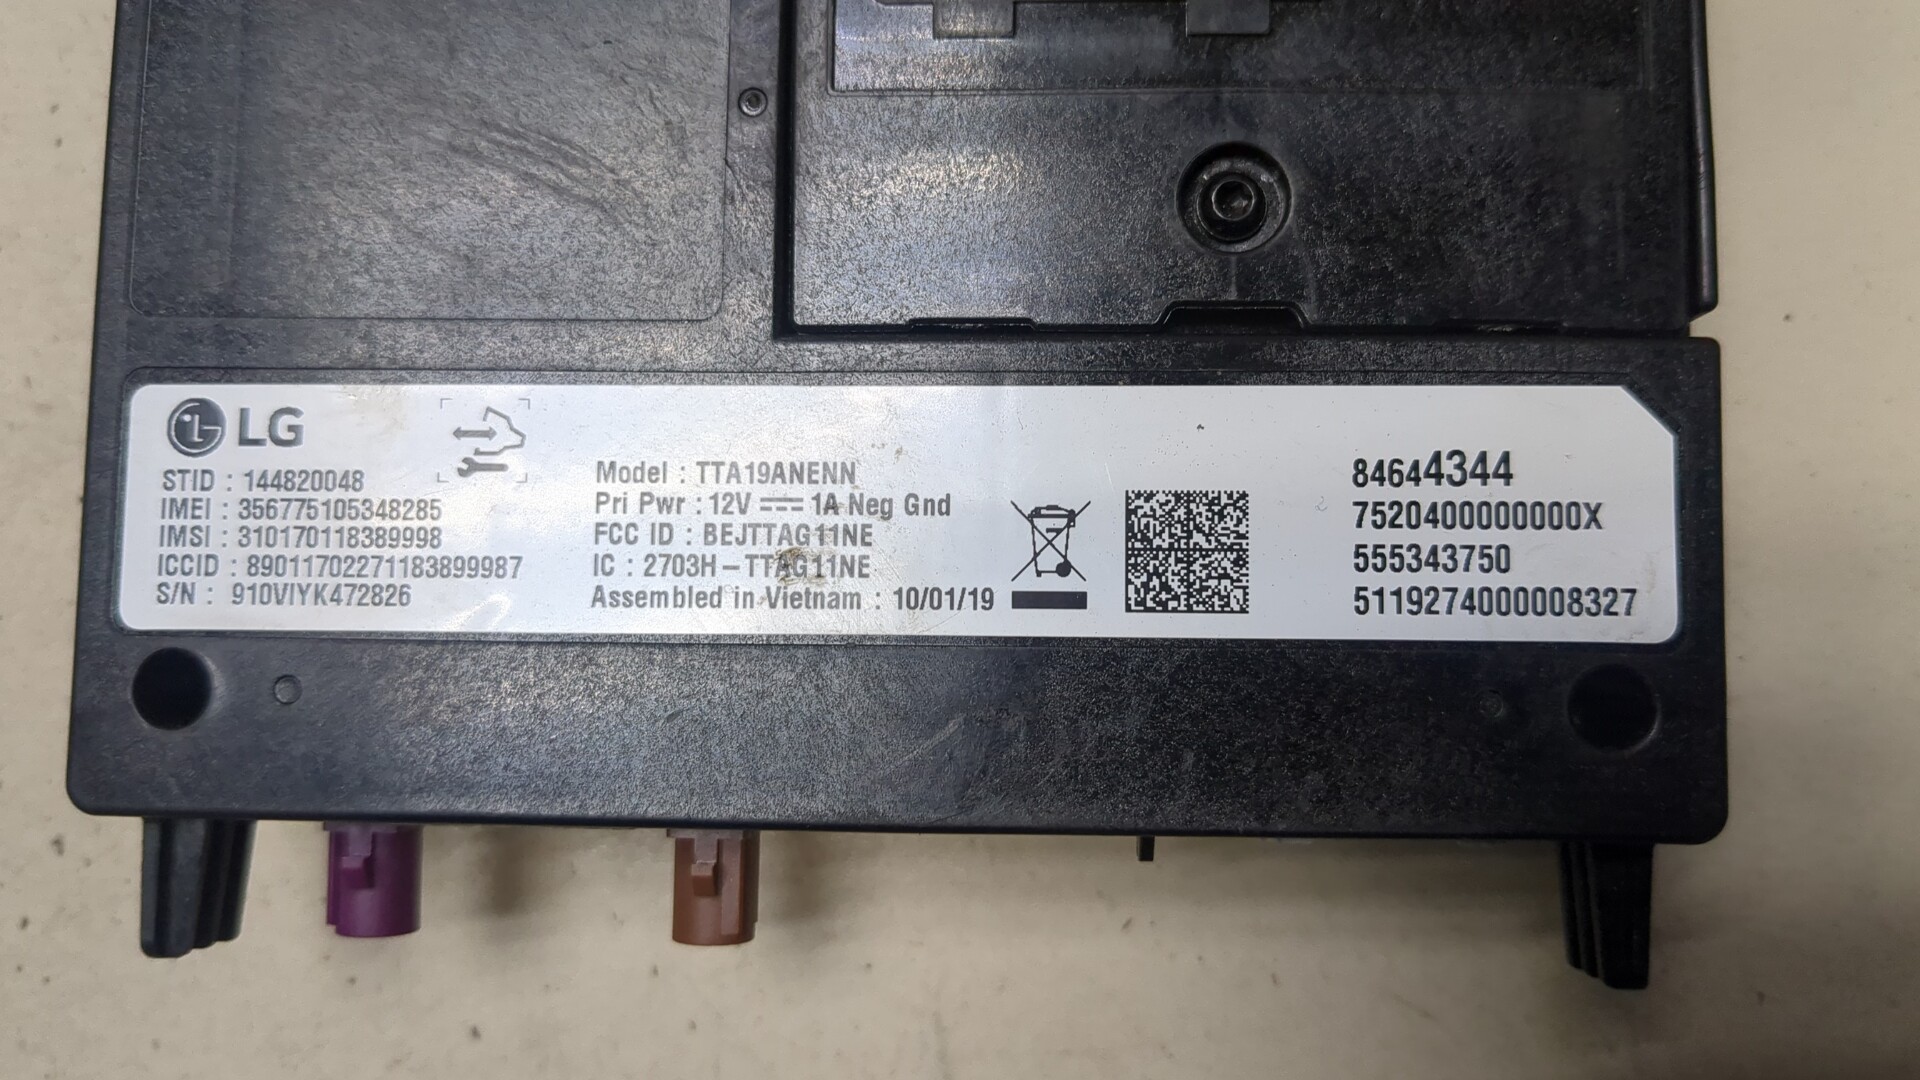 LG
STID : 144820048
IMEI : 356775105348285
IMSI : 310170118389998
ICCID : 89011702271183899987
S/N : 910VIYK472826
Model : TTA19ANENN
Pri Pwr : 12V ⎓ 1A Neg Gnd
FCC ID : BEJTTAG11NE
IC : 2703H-TTAG11NE
Assembled in Vietnam : 10/01/19
84644344
7520400000000X
555343750
5119274000008327